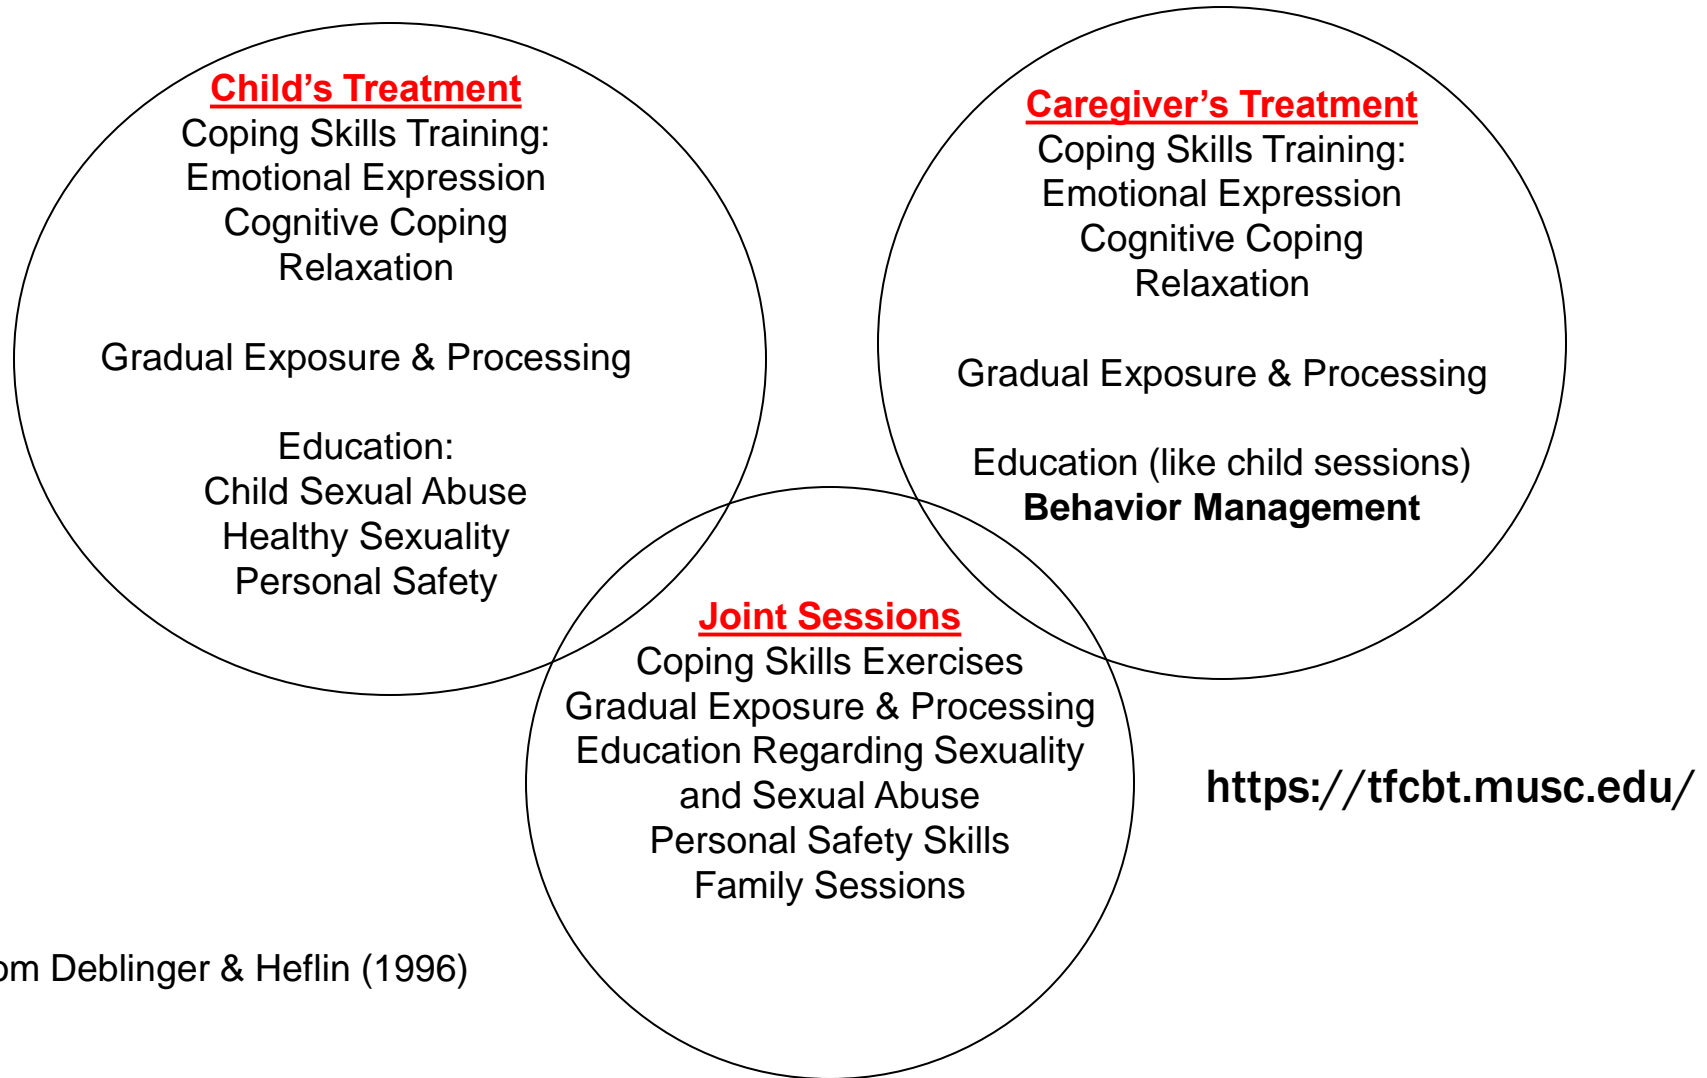 Child’s Treatment
Coping Skills Training:
Emotional Expression
Cognitive Coping
Relaxation
Gradual Exposure & Processing
Education:
Child Sexual Abuse
Healthy Sexuality
Personal Safety
Caregiver’s Treatment
Coping Skills Training:
Emotional Expression
Cognitive Coping
Relaxation
Gradual Exposure & Processing
Education (like child sessions)
Behavior Management
Joint Sessions
Coping Skills Exercises
Gradual Exposure & Processing
Education Regarding Sexuality
and Sexual Abuse
Personal Safety Skills
Family Sessions
https://tfcbt.musc.edu/
Deblinger & Heflin (1996)